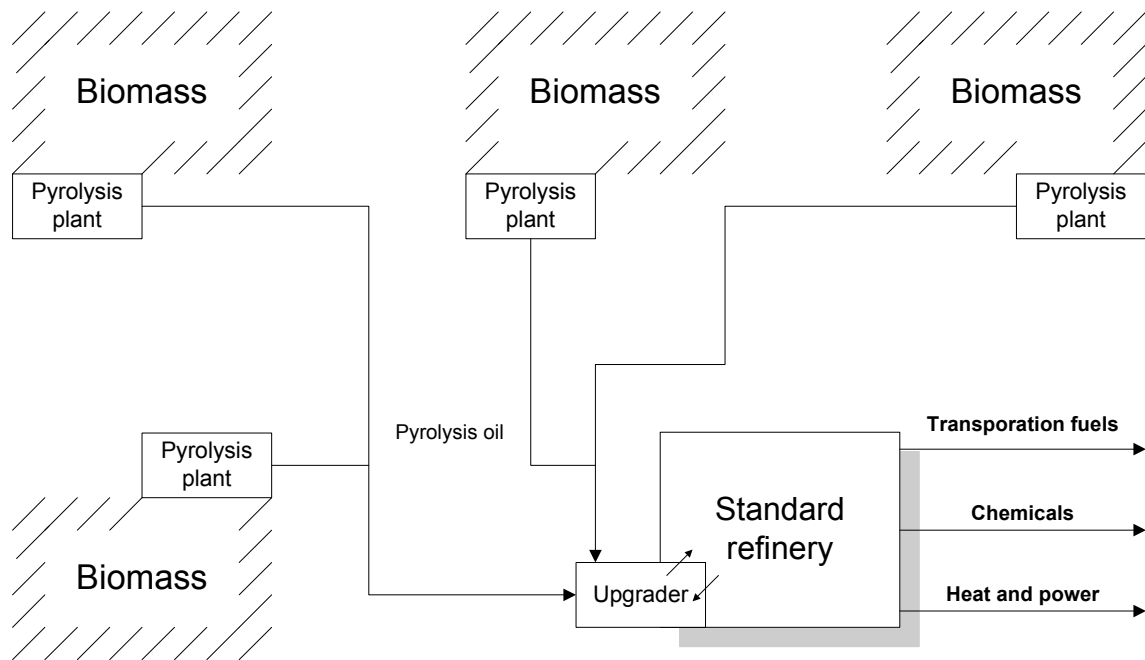 Biomass
Biomass
Biomass
Pyrolysis
plant
Pyrolysis
plant
Pyrolysis
plant
Pyrolysis oil
Transporation fuels
Pyrolysis
plant
Standard
refinery
Chemicals
Biomass
Upgrader
Heat and power